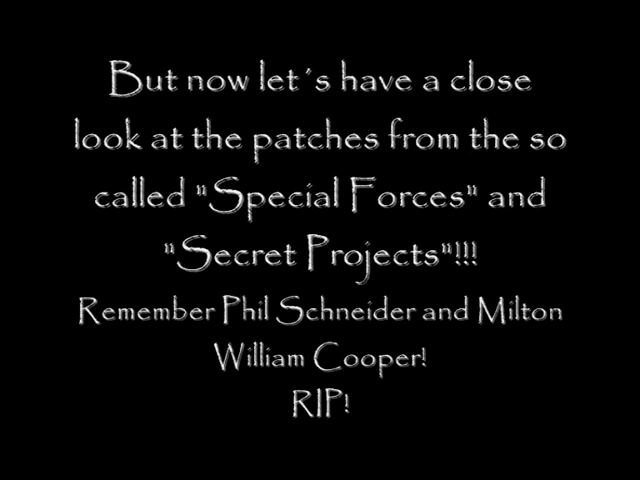 But now let´s have a close
look at the patches from the so
called "Special Forces" and
"Secret Projects"!!!
Remember Phil Schneider and Milton
William Cooper!
RIP!